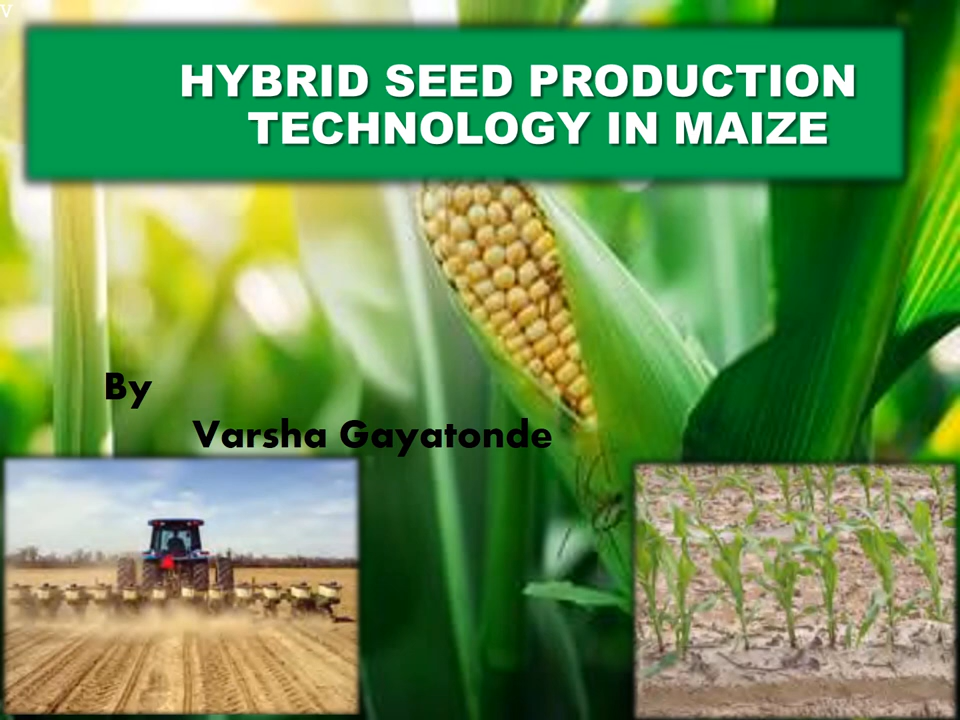 v
HYBRID SEED PRODUCTION
TECHNOLOGY IN MAIZE
By
Varsha Gayatonde